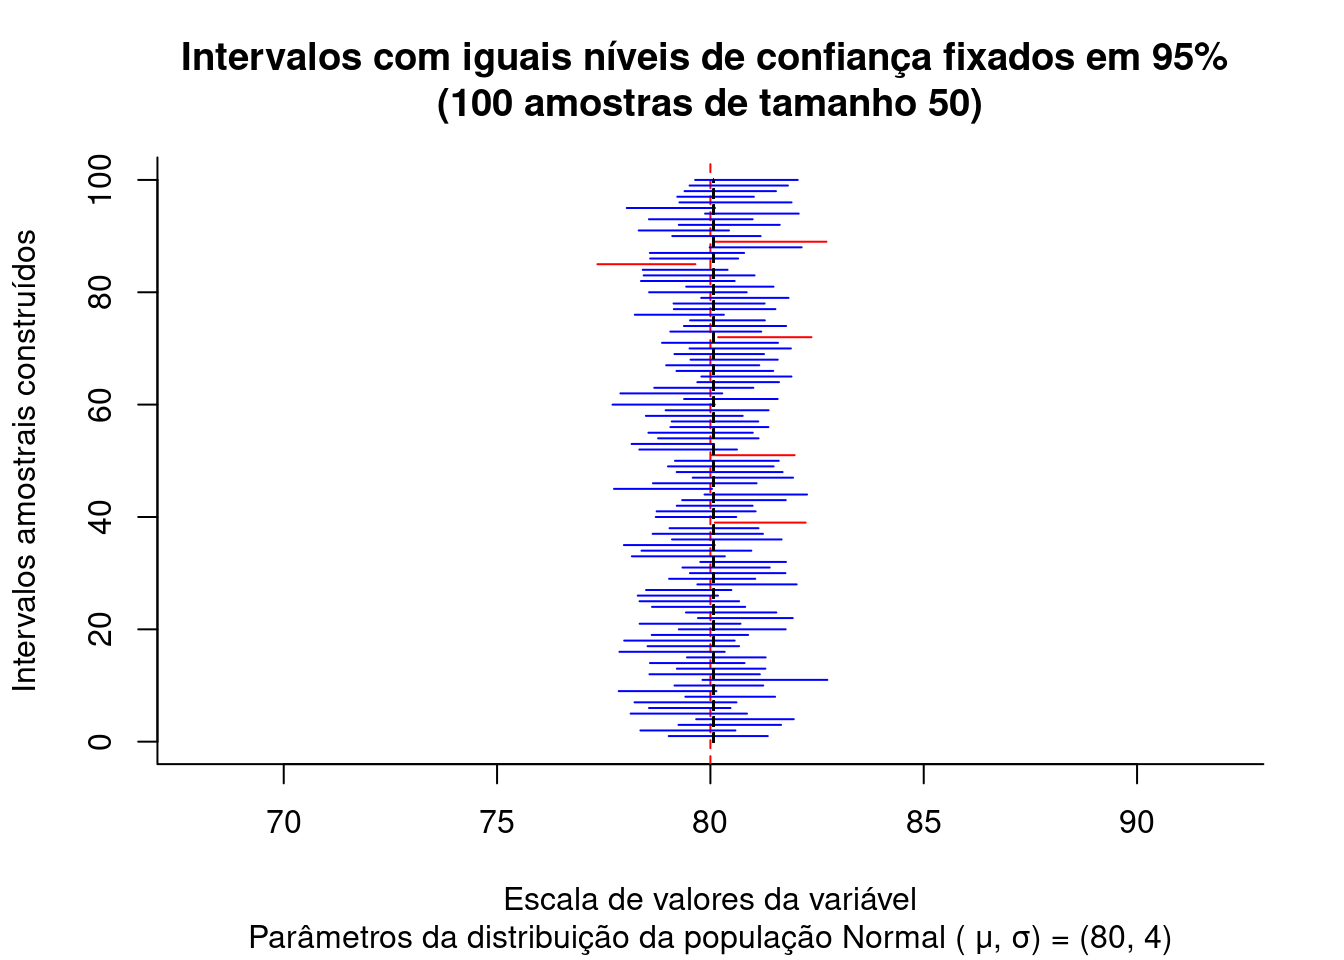 Intervalos com iguais níveis de confiança fixados em 95%
(100 amostras de tamanho 50)
Intervalos amostrais construídos
100
80
60
40
20
0
70 75 80 85 90
Escala de valores da variável
Parâmetros da distribuição da população Normal ( μ, σ) = (80, 4)